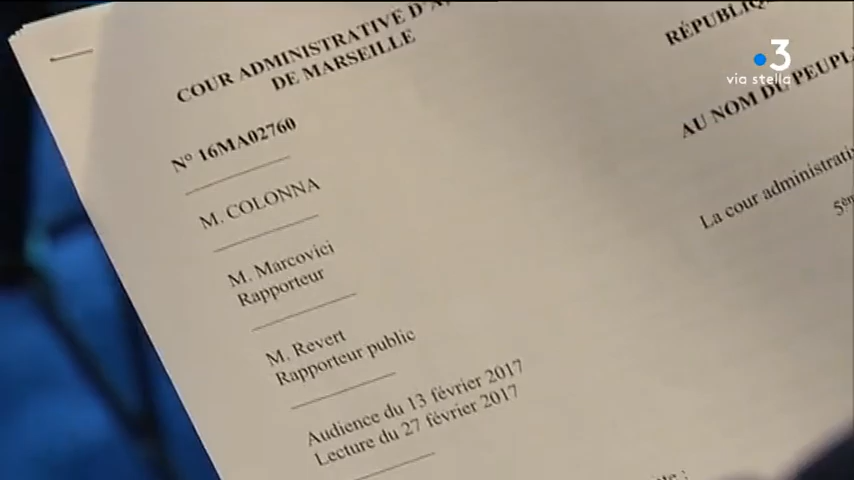 COUR ADMINISTRATIVE D'A
DE MARSEILLE
N° 16MA02760
M. COLONNA
M. Marcovici
Rapporteur
M. Revert
Rapporteur public
Audience du 13 février 2017
Lecture du 27 février 2017
RÉPUBLIQ
AU NOM DU PEUPL
La cour administrati
5èm
3
via stella